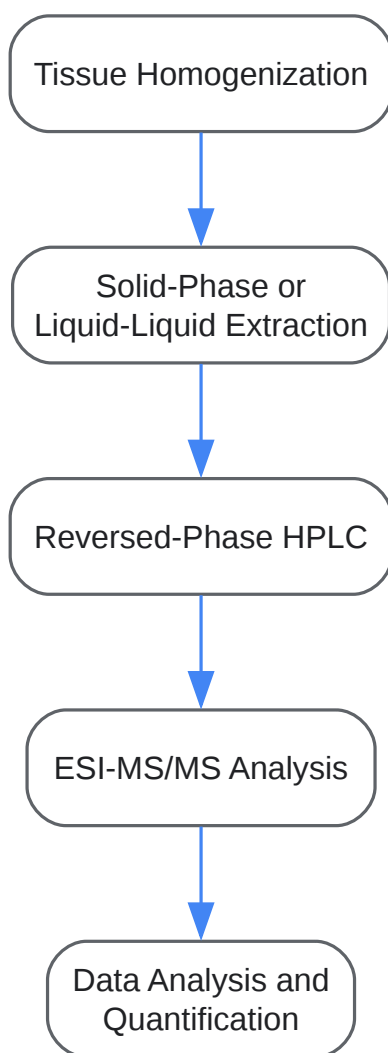 Tissue Homogenization
Solid-Phase or
Liquid-Liquid Extraction
Reversed-Phase HPLC
ESI-MS/MS Analysis
Data Analysis and
Quantification